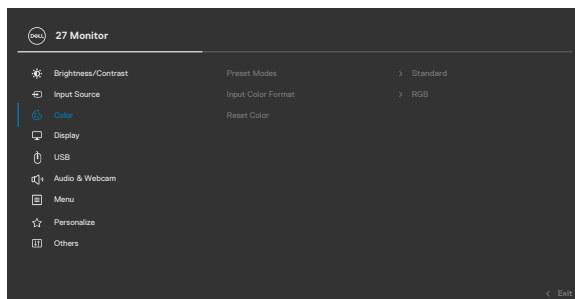 DELL 27 Monitor
Brightness/Contrast Preset Modes > Standard
Input Source Input Color Format > RGB
Color Reset Color
Display
USB
Audio & Webcam
Menu
Personalize
Others
< Exit